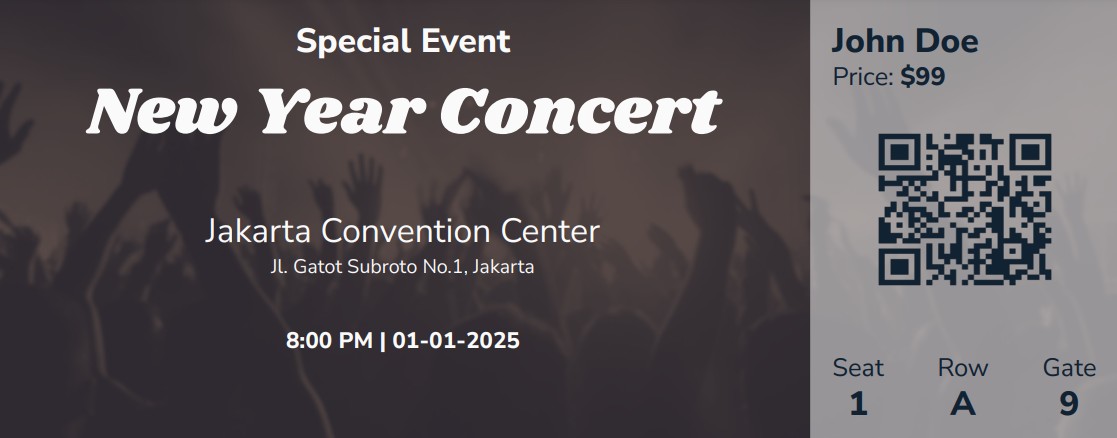 Special Event
New Year Concert
Jakarta Convention Center
Jl. Gatot Subroto No.1, Jakarta
8:00 PM | 01-01-2025
John Doe
Price: $99
Seat Row Gate
1 A 9